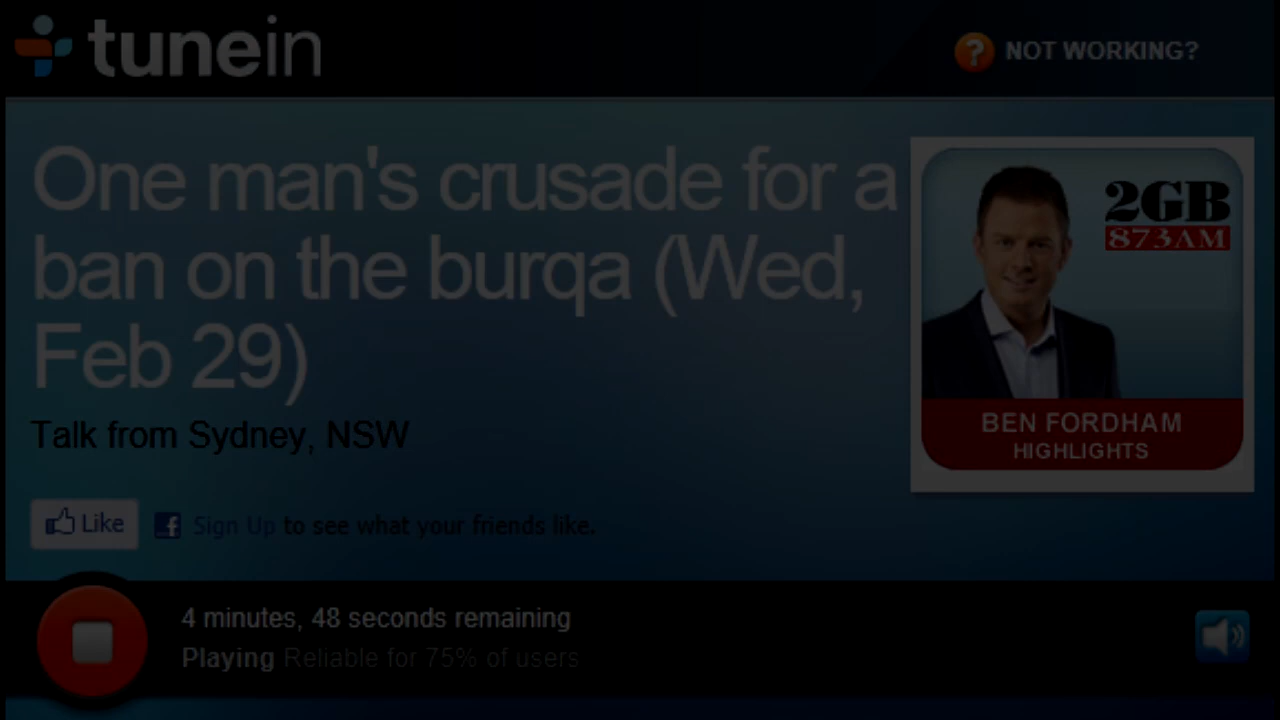 tunein
NOT WORKING?
One man's crusade for a
ban on the burqa (Wed,
Feb 29)
Talk from Sydney, NSW
2GB
873AM
BEN FORDHAM
HIGHLIGHTS
Like
Sign Up to see what your friends like.
4 minutes, 48 seconds remaining
Playing Reliable for 75% of users